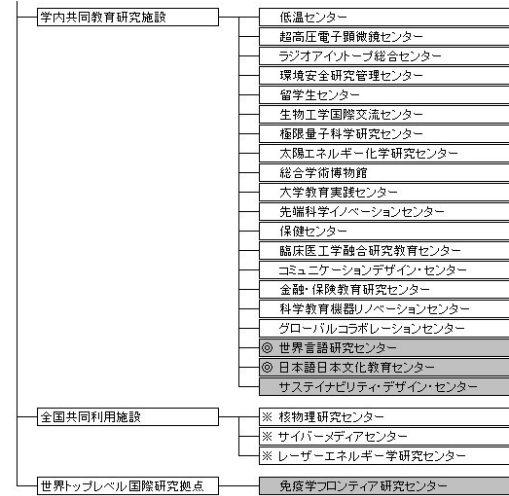 学内共同教育研究施設
低温センター
超高圧電子顕微鏡センター
ラジオアイソトープ総合センター
環境安全研究管理センター
留学生センター
生物工学国際交流センター
極限量子科学研究センター
太陽エネルギー化学研究センター
総合学術博物館
大学教育実践センター
先端科学イノベーションセンター
保健センター
臨床医工学融合研究教育センター
コミュニケーションデザイン・センター
金融・保険教育研究センター
科学教育機器リノベーションセンター
グローバルコラボレーションセンター
◎ 世界言語研究センター
◎ 日本語日本文化教育センター
サステイナビリティ・デザイン・センター
全国共同利用施設
※ 核物理研究センター
※ サイバーメディアセンター
※ レーザーエネルギー学研究センター
世界トップレベル国際研究拠点
免疫学フロンティア研究センター